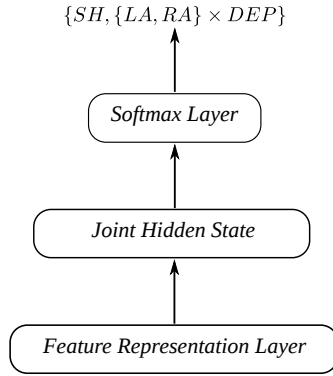 {SH, {LA, RA} × DEP}
Softmax Layer
Joint Hidden State
Feature Representation Layer